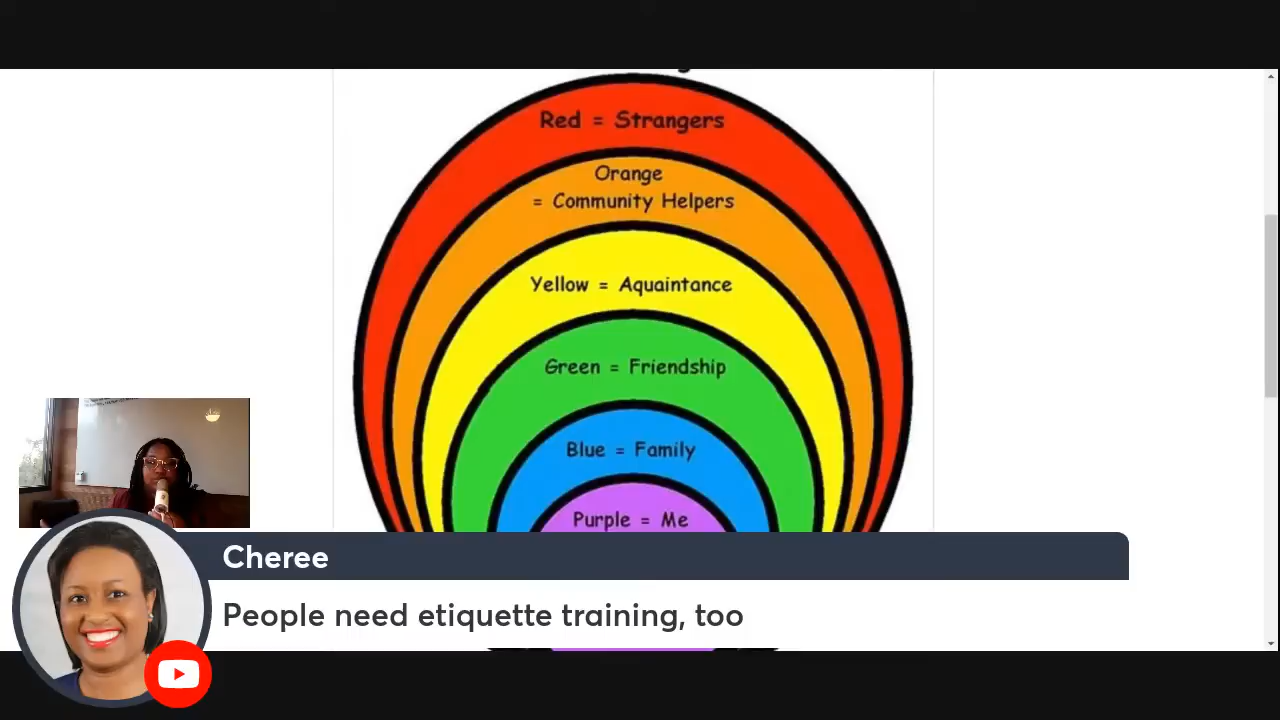 Red = Strangers
Orange
= Community Helpers
Yellow = Aquaintance
Green = Friendship
Blue = Family
Purple = Me
Cheree
People need etiquette training, too